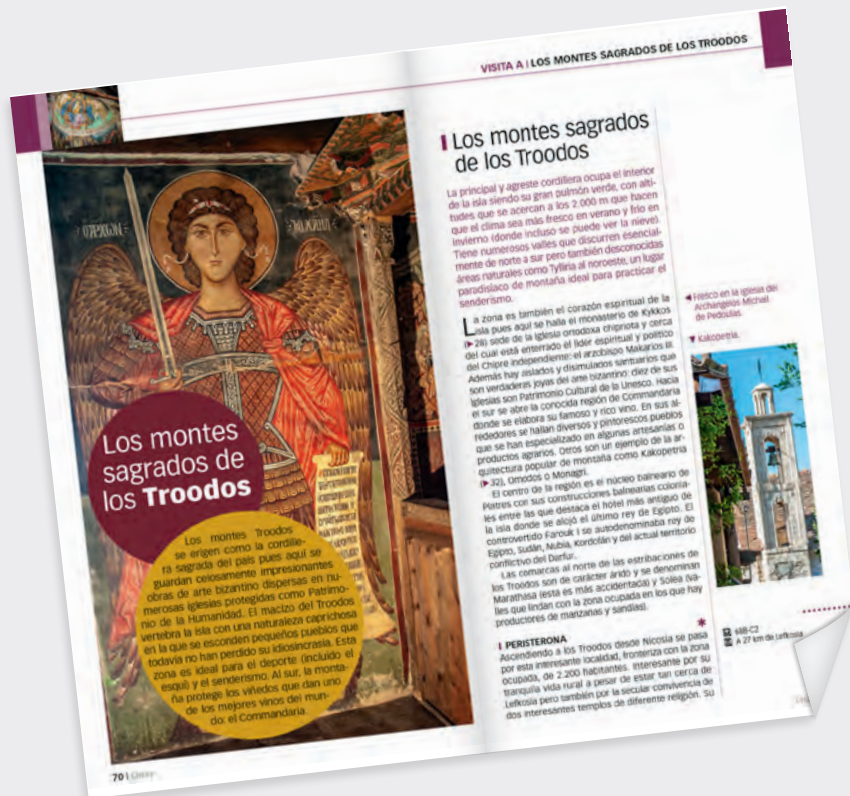 VISITA A | LOS MONTES SAGRADOS DE LOS TROODOS
Los montes
sagrados de
los Troodos
Los montes Troodos
se erigen como la cordille-
ra sagrada del país pues aquí se
guardan celosamente impresionantes
obras de arte bizantino dispersas en nu-
merosas iglesias protegidas como Patrimo-
nio de la Humanidad. El macizo del Troodos
vertebra la isla con una naturaleza caprichosa
en la que se esconden pequeños pueblos que
todavía no han perdido su idiosincrasia. Esta
zona es ideal para el deporte (incluido el
esquí) y el senderismo. Al sur, la monta-
ña protege los viñedos que dan uno
de los mejores vinos del mun-
do: el Commandaria.
70 |
Los montes sagrados
de los Troodos
La principal y agreste cordillera ocupa el interior
de la isla siendo su gran pulmón verde, con alti-
tudes que se acercan a los 2.000 m que hacen
que el clima sea más fresco en verano y frío en
invierno (donde incluso se puede ver la nieve).
Tiene numerosos valles que discurren esencial-
mente de norte a sur pero también desconocidas
áreas naturales como Tylliria al noroeste, un lugar
paradisíaco de montaña ideal para practicar el
senderismo.
La zona es también el corazón espiritual de la
isla pues aquí se halla el monasterio de Kykkos
(▶28) sede de la iglesia ortodoxa chipriota y cerca
del cual está enterrado el líder espiritual y político
del Chipre independiente: el arzobispo Makarios III.
Además hay aislados y disimulados santuarios que
son verdaderas joyas del arte bizantino: diez de sus
iglesias son Patrimonio Cultural de la Unesco. Hacia
el sur se abre la conocida región de Commandaria
donde se elabora su famoso y rico vino. En sus al-
rededores se hallan diversos y pintorescos pueblos
que se han especializado en algunas artesanías o
productos agrarios. Otros son un ejemplo de la ar-
quitectura popular de montaña como Kakopetria
(▶32), Omodos o Monagri.
El centro de la región es el núcleo balneario de
Platres con sus construcciones balnearias colonia-
les entre las que destaca el hotel más antiguo de
la isla donde se alojó el último rey de Egipto. El
controvertido Farouk I se autodenominaba rey de
Egipto, Sudán, Nubia, Kordofán y del actual territorio
conflictivo del Darfur.
Las comarcas al norte de las estribaciones de
los Troodos son de carácter árido y se denominan
Marathasa (esta es más accidentada) y Solea (va-
lles que lindan con la zona ocupada en los que hay
productores de manzanas y sandías).
PERISTERONA
Ascendiendo a los Troodos desde Nicosia se pasa
por esta interesante localidad, fronteriza con la zona
ocupada, de 2.200 habitantes. Interesante por su
tranquila vida rural a pesar de estar tan cerca de
Lefkosia pero también por la secular convivencia de
dos interesantes templos de diferente religión. Su
◀ Fresco en la iglesia del
Archangelos Michail
de Pedoulas.
▼ Kakopetria.
68B-C2
A 27 km de Lefkosia